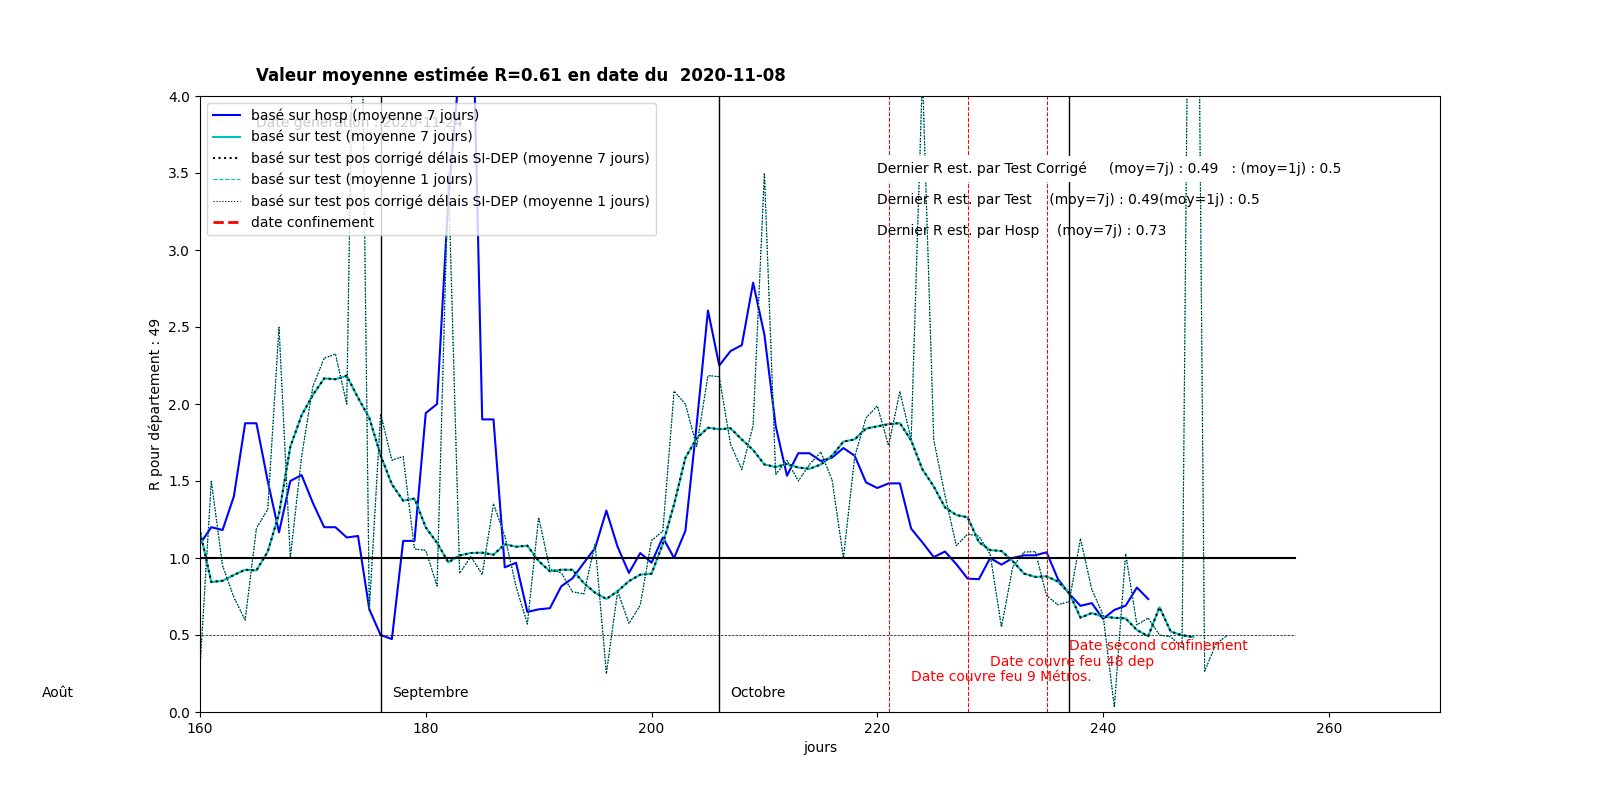 Valeur moyenne estimée R=0.61 en date du  2020-11-08
Date génération : 2020-11-24
basé sur hosp (moyenne 7 jours)
basé sur test (moyenne 7 jours)
basé sur test pos corrigé délais SI-DEP (moyenne 7 jours)
basé sur test (moyenne 1 jours)
basé sur test pos corrigé délais SI-DEP (moyenne 1 jours)
date confinement
Dernier R est. par Test Corrigé     (moy=7j) : 0.49   : (moy=1j) : 0.5
Dernier R est. par Test    (moy=7j) : 0.49(moy=1j) : 0.5
Dernier R est. par Hosp    (moy=7j) : 0.73
4.0
3.5
3.0
2.5
2.0
1.5
1.0
0.5
0.0
R pour département : 49
Date second confinement
Date couvre feu 48 dep
Date couvre feu 9 Métros.
Août
Septembre
Octobre
160
180
200
220
240
260
jours